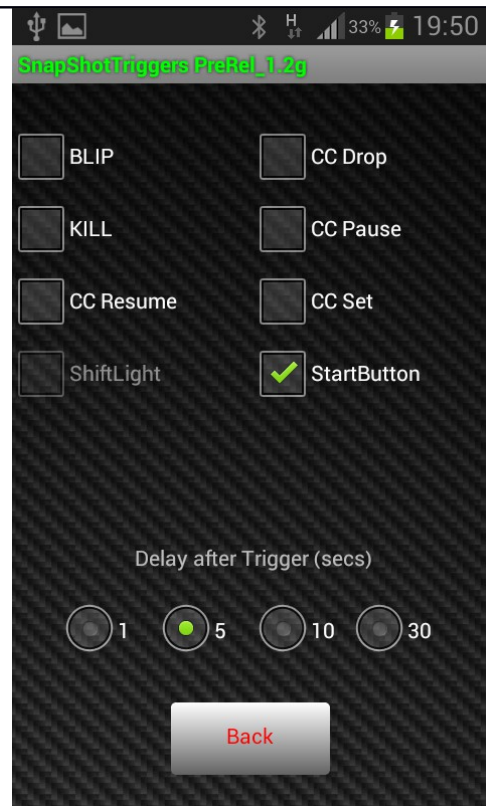 H 33% 19:50
SnapShotTriggers PreRel_1.2g
BLIP CC Drop
KILL CC Pause
CC Resume CC Set
ShiftLight StartButton
Delay after Trigger (secs)
1 5 10 30
Back